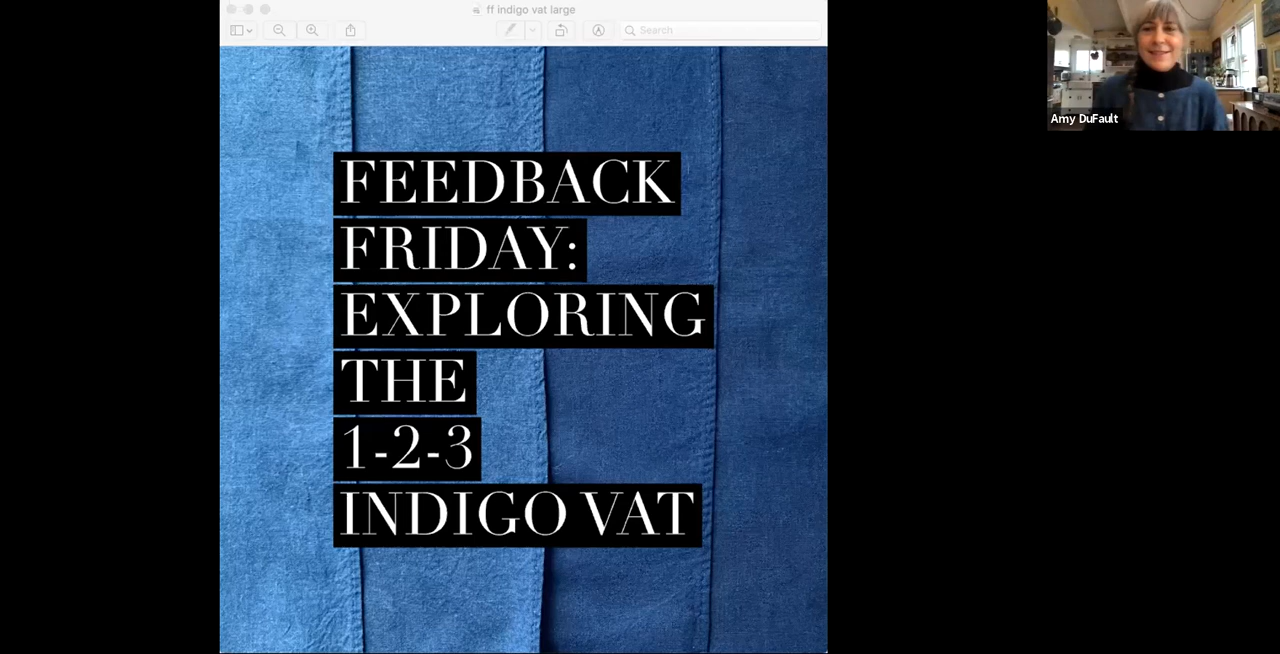 ff indigo vat large
Search
Amy DuFault
FEEDBACK
FRIDAY:
EXPLORING
THE
1-2-3
INDIGO VAT